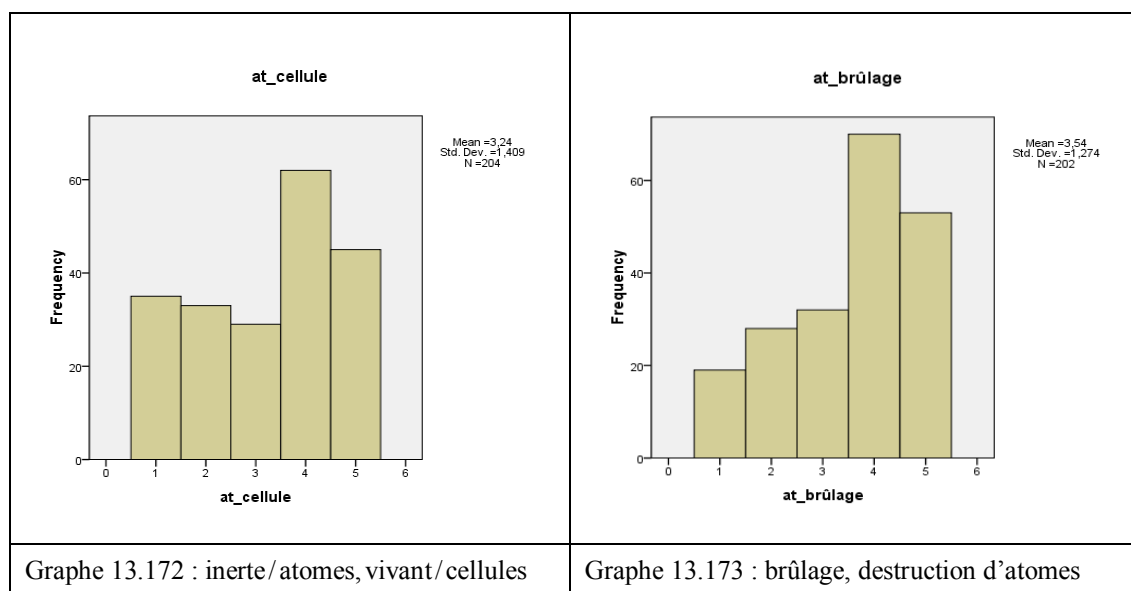 at_cellule
Mean =3,24
Std. Dev. =1,409
N =204
60
40
20
0
Frequency
0 1 2 3 4 5 6
at_cellule
Graphe 13.172 : inerte/atomes, vivant/cellules
at_brûlage
Mean =3,54
Std. Dev. =1,274
N =202
60
40
20
0
Frequency
0 1 2 3 4 5 6
at_brûlage
Graphe 13.173 : brûlage, destruction d’atomes